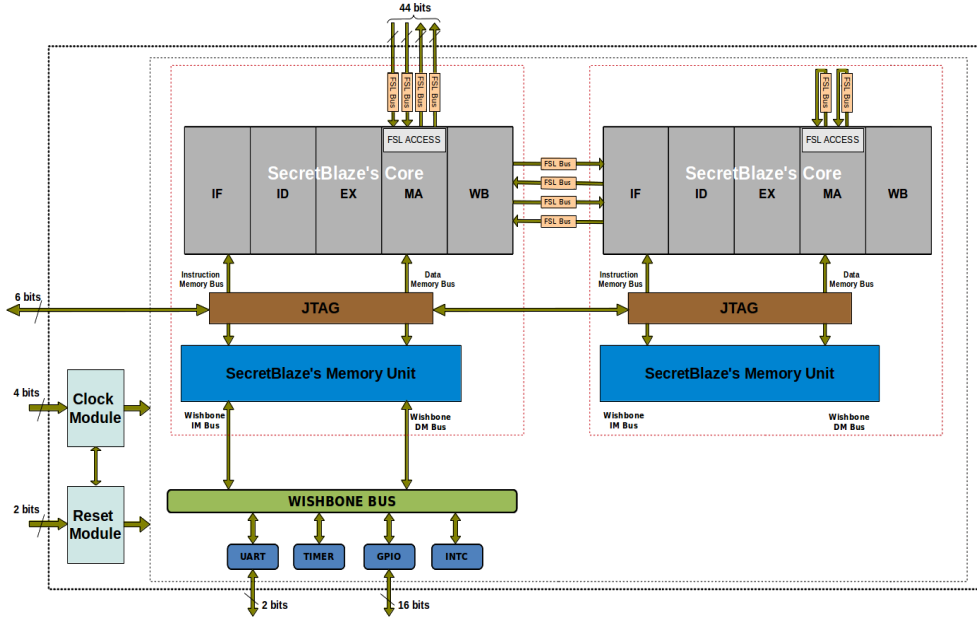 44 bits
FSL Bus
FSL Bus
FSL Bus
FSL Bus
FSL Bus
FSL Bus
FSL ACCESS
FSL ACCESS
SecretBlaze's Core
IF
ID
EX
MA
WB
FSL Bus
FSL Bus
FSL Bus
FSL Bus
SecretBlaze's Core
IF
ID
EX
MA
WB
Instruction
Memory Bus
Data
Memory Bus
Instruction
Memory Bus
Data
Memory Bus
6 bits
JTAG
JTAG
SecretBlaze's Memory Unit
SecretBlaze's Memory Unit
4 bits
Clock
Module
Wishbone
IM Bus
Wishbone
DM Bus
Wishbone
IM Bus
Wishbone
DM Bus
2 bits
Reset
Module
WISHBONE BUS
UART
TIMER
GPIO
INTC
2 bits
16 bits